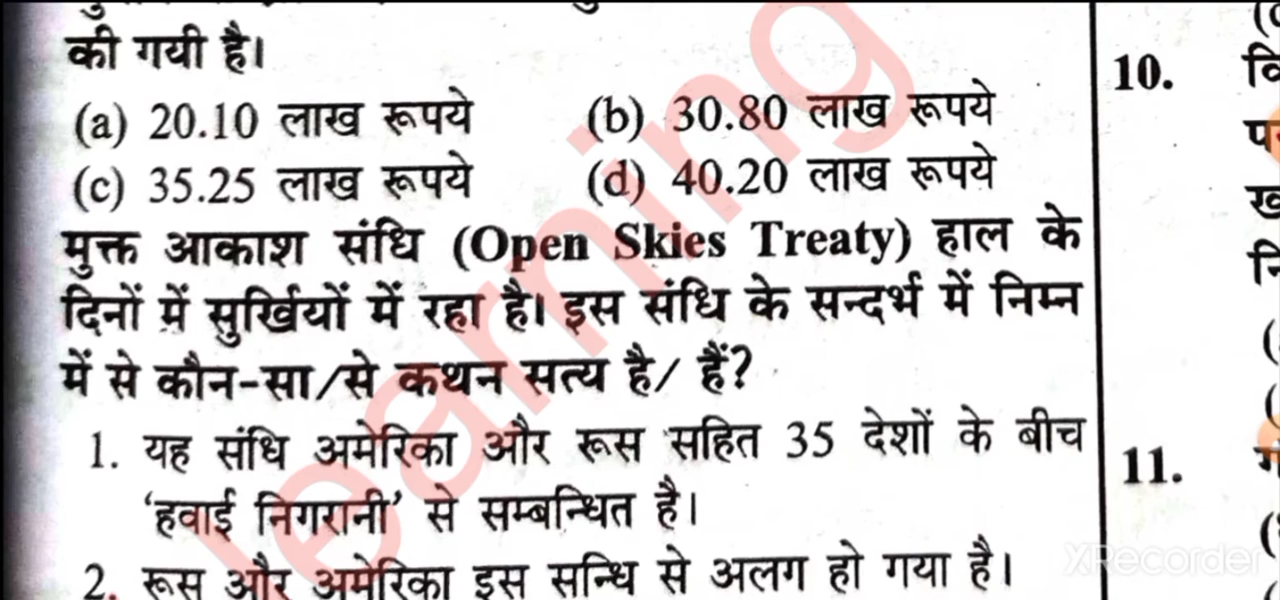 की गयी है।
(a) 20.10 लाख रूपये (b) 30.80 लाख रूपये
(c) 35.25 लाख रूपये (d) 40.20 लाख रूपये
मुक्त आकाश संधि (Open Skies Treaty) हाल के
दिनों में सुर्खियों में रहा है। इस संधि के सन्दर्भ में निम्न
में से कौन-सा/से कथन सत्य है/ हैं?
1. यह संधि अमेरिका और रूस सहित 35 देशों के बीच
'हवाई निगरानी' से सम्बन्धित है।
2. रूस और अमेरिका इस सन्धि से अलग हो गया है।
10.
11.
learning
XRecorder